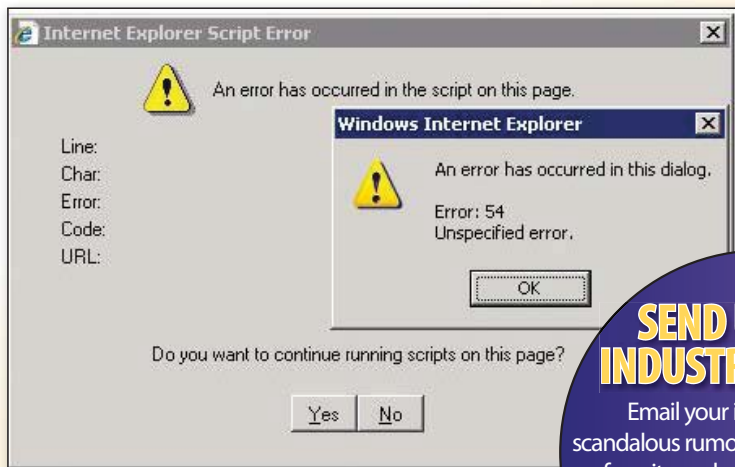 Internet Explorer Script Error
An error has occurred in the script on this page.
Line:
Char:
Error:
Code:
URL:
Windows Internet Explorer
An error has occurred in this dialog.
Error: 54
Unspecified error.
OK
Do you want to continue running scripts on this page?
Yes No
SEND
Email your
scandalous